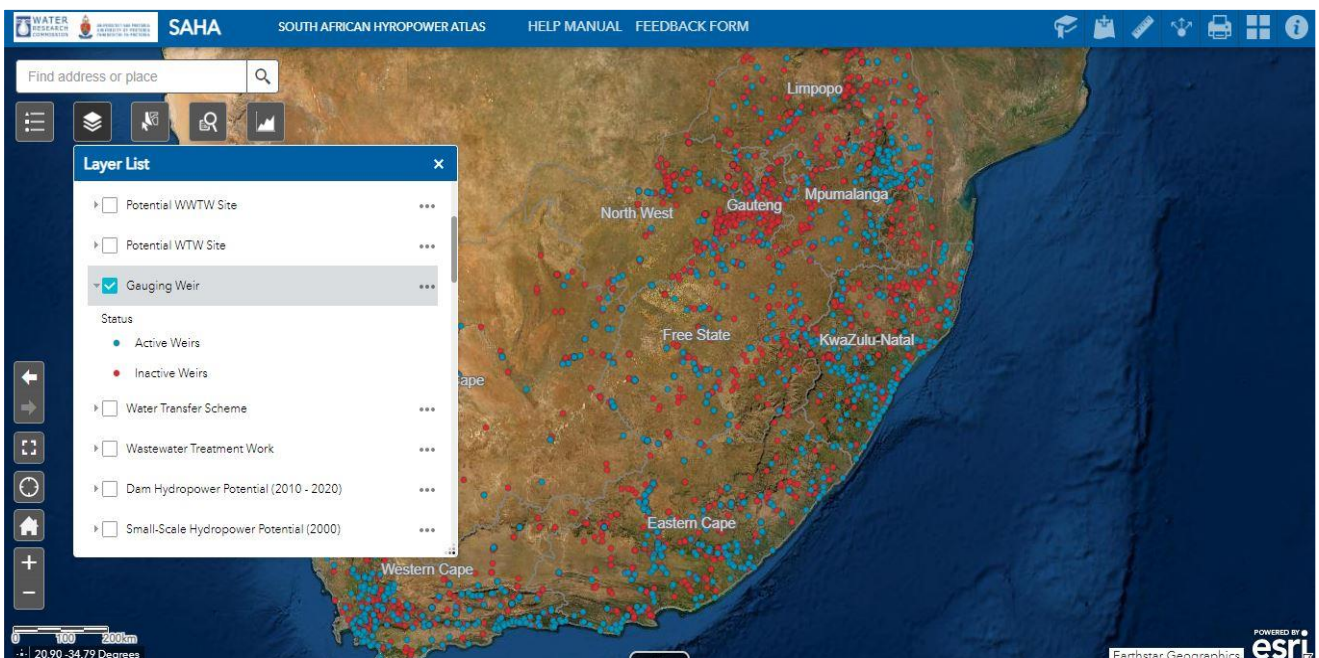 WATER
RESEARCH
COMMISSION
SAHA
SOUTH AFRICAN HYROPOWER ATLAS
HELP MANUAL
FEEDBACK FORM
Find address or place
Layer List
×
Potential WWTW Site
Potential WTW Site
Gauging Weir
Status
Active Weirs
Inactive Weirs
Water Transfer Scheme
Wastewater Treatment Work
Dam Hydropower Potential (2010 - 2020)
Small-Scale Hydropower Potential (2000)
Limpopo
Mpumalanga
Gauteng
North West
Free State
KwaZulu-Natal
ape
Eastern Cape
Western Cape
+
−
0 100 200km
20.90 -34.79 Degrees
Earthstar Geographics
POWERED BY
esri